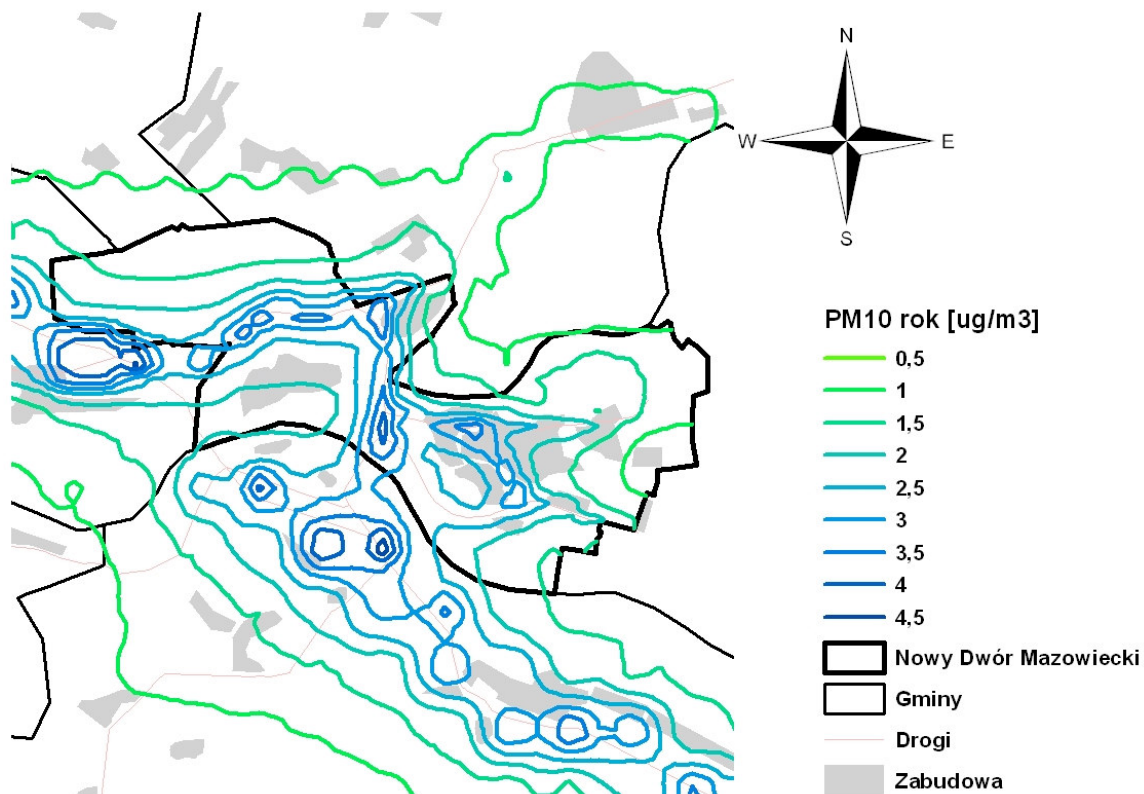 N
W E
S
PM10 rok [ug/m3]
0,5
1
1,5
2
2,5
3
3,5
4
4,5
Nowy Dwór Mazowiecki
Gminy
Drogi
Zabudowa